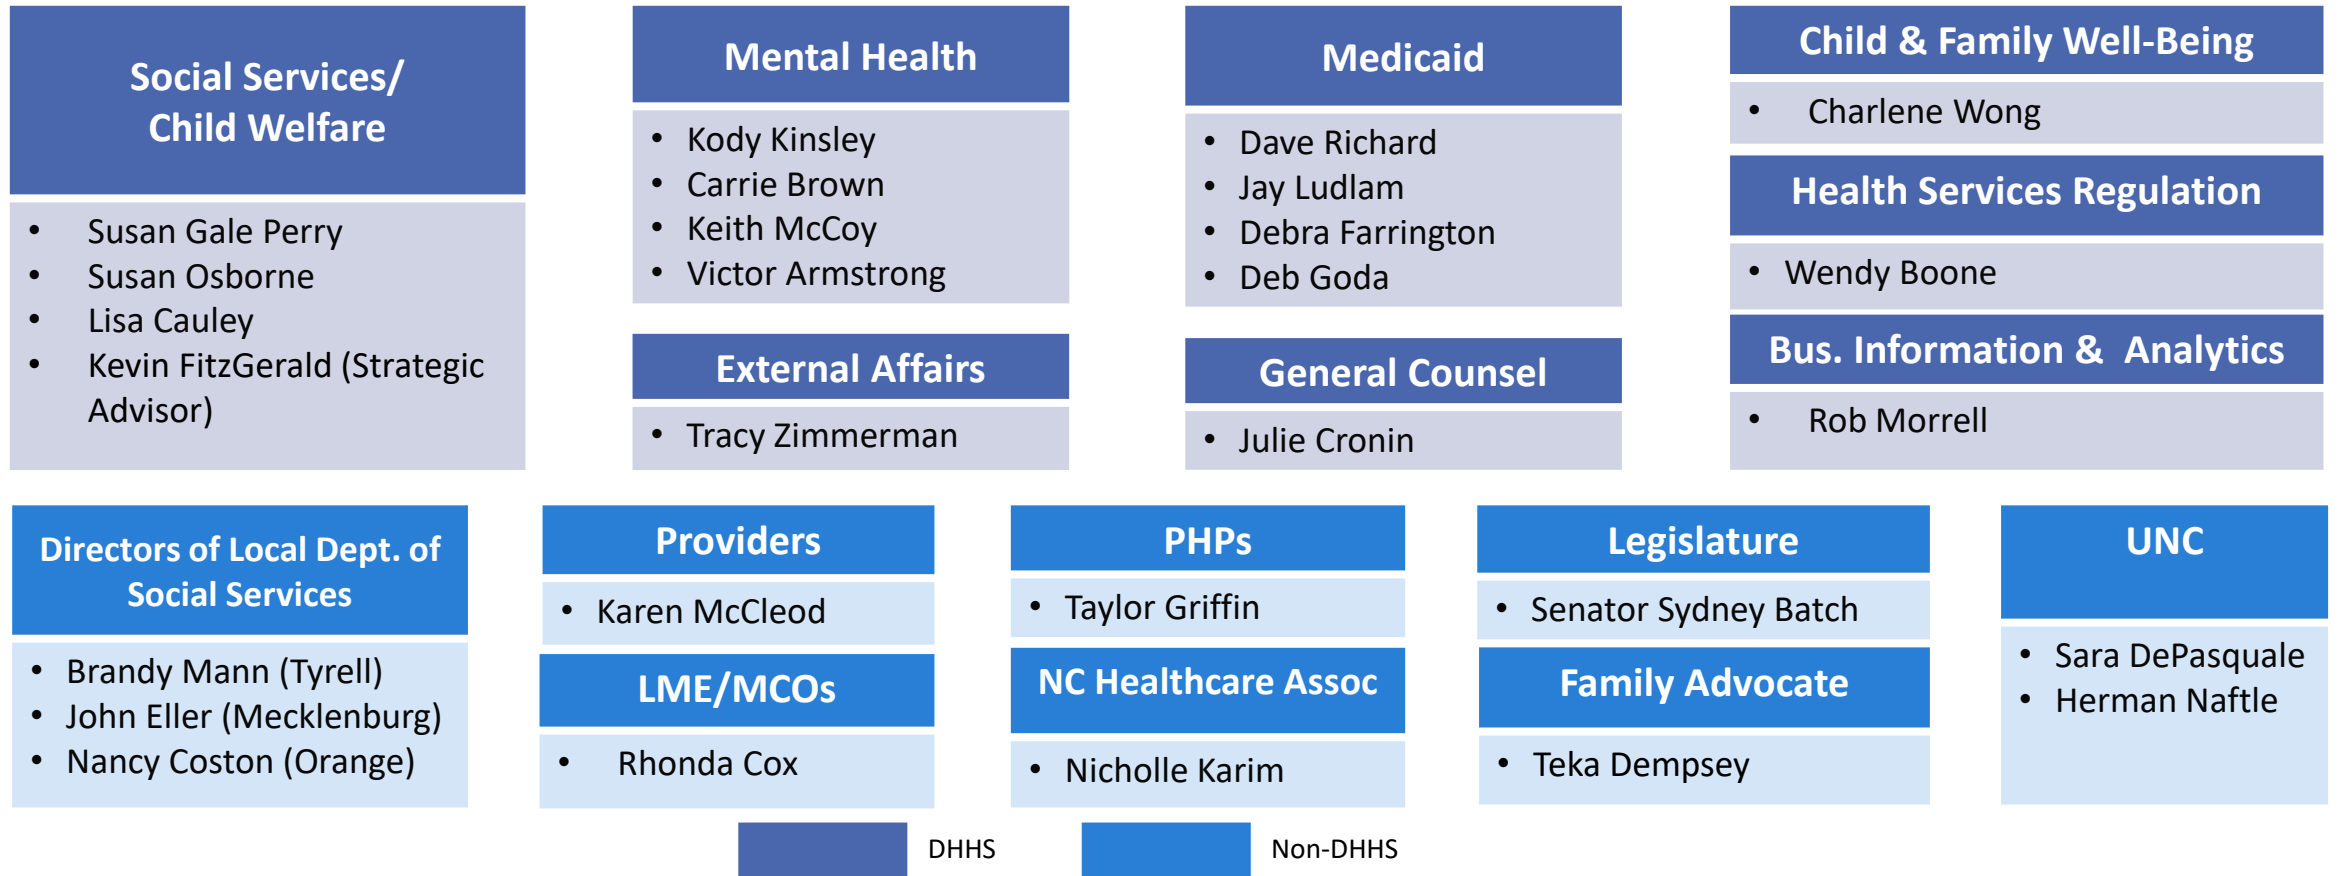 Social Services/
Child Welfare
• Susan Gale Perry
• Susan Osborne
• Lisa Cauley
• Kevin FitzGerald (Strategic
Advisor)
Mental Health
• Kody Kinsley
• Carrie Brown
• Keith McCoy
• Victor Armstrong
External Affairs
• Tracy Zimmerman
Medicaid
• Dave Richard
• Jay Ludlam
• Debra Farrington
• Deb Goda
General Counsel
• Julie Cronin
Child & Family Well-Being
• Charlene Wong
Health Services Regulation
• Wendy Boone
Bus. Information & Analytics
• Rob Morrell
Directors of Local Dept. of
Social Services
• Brandy Mann (Tyrell)
• John Eller (Mecklenburg)
• Nancy Coston (Orange)
Providers
• Karen McCleod
LME/MCOs
• Rhonda Cox
PHPs
• Taylor Griffin
NC Healthcare Assoc
• Nicholle Karim
Legislature
• Senator Sydney Batch
Family Advocate
• Teka Dempsey
UNC
• Sara DePasquale
• Herman Naftle
DHHS
Non-DHHS